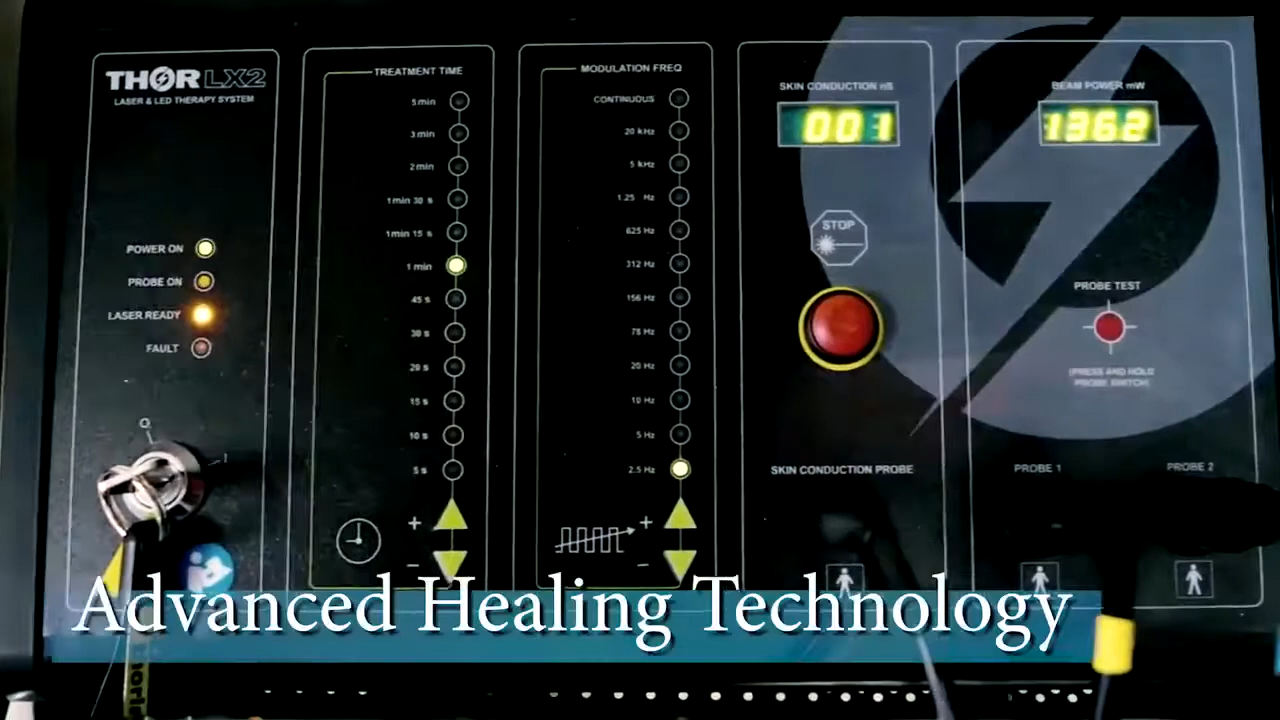 THOR LX2
LASER & LED THERAPY SYSTEM
POWER ON
PROBE ON
LASER READY
FAULT
O
I
TREATMENT TIME
5 min
3 min
2 min
1 min 30 s
1 min 15 s
1 min
45 s
30 s
20 s
15 s
10 s
5 s
+
−
MODULATION FREQ
CONTINUOUS
20 kHz
5 kHz
1.25 Hz
625 Hz
312 Hz
156 Hz
78 Hz
20 Hz
10 Hz
5 Hz
2.5 Hz
+
−
SKIN CONDUCTION nS
001
STOP
SKIN CONDUCTION PROBE
BEAM POWER mW
1362
PROBE TEST
(PRESS AND HOLD
PROBE SWITCH)
PROBE 1
PROBE 2
Advanced Healing Technology